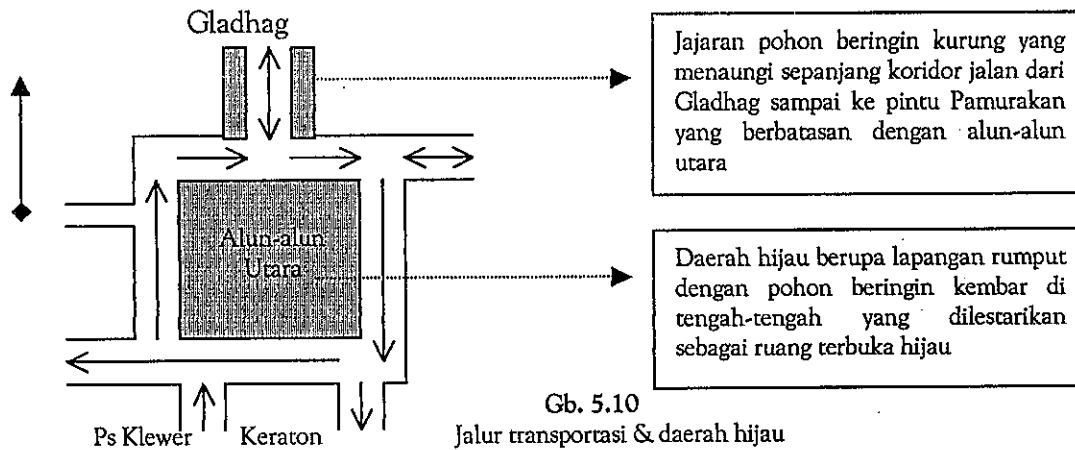 Gladhag
Jajaran pohon beringin kurung yang
menaungi sepanjang koridor jalan dari
Gladhag sampai ke pintu Pamurakan
yang berbatasan dengan alun-alun
utara
Alun-alun
Utara
Daerah hijau berupa lapangan rumput
dengan pohon beringin kembar di
tengah-tengah yang dilestarikan
sebagai ruang terbuka hijau
Ps Klewer
Keraton
Gb. 5.10
Jalur transportasi & daerah hijau